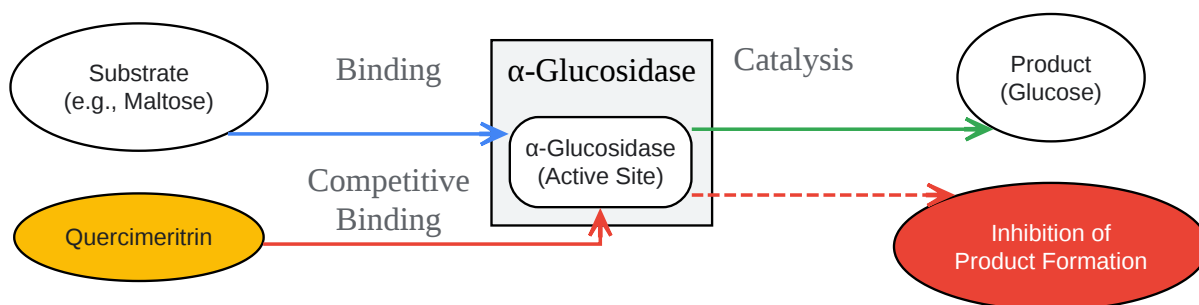 Substrate
(e.g., Maltose)
Binding
α-Glucosidase
Catalysis
Product
(Glucose)
α-Glucosidase
(Active Site)
Competitive
Binding
Quercimeritrin
Inhibition of
Product Formation